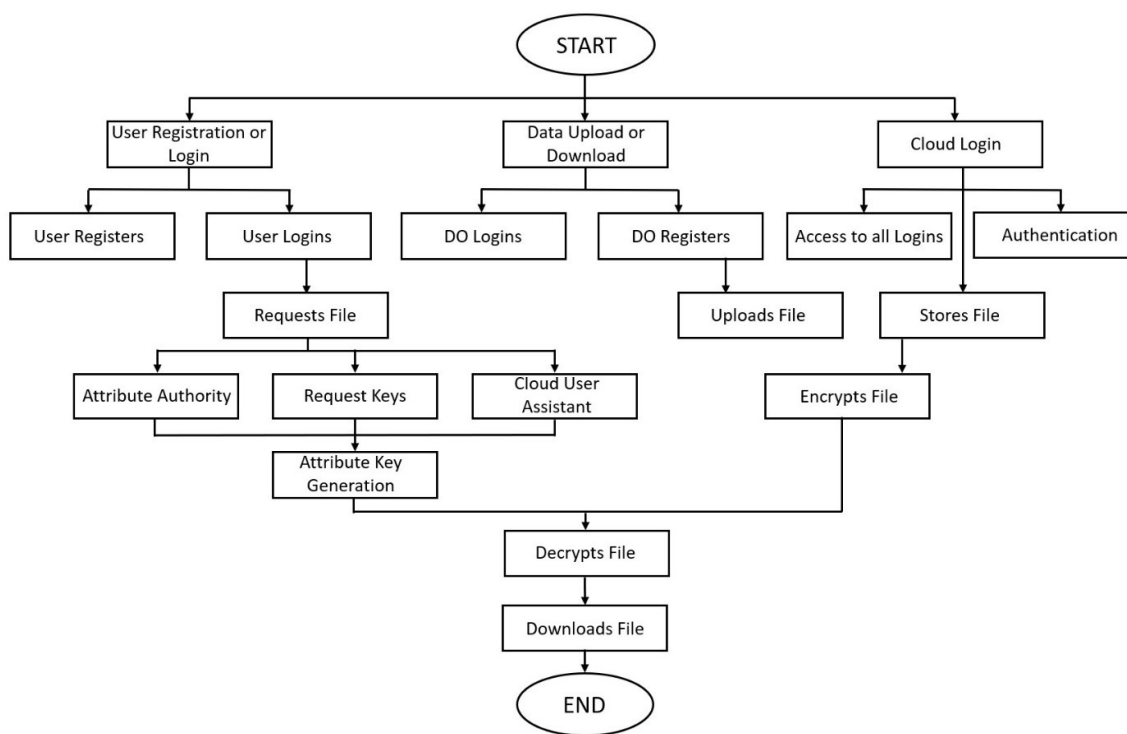 START
User Registration or
Login
Data Upload or
Download
Cloud Login
User Registers
User Logins
DO Logins
DO Registers
Access to all Logins
Authentication
Requests File
Uploads File
Stores File
Attribute Authority
Request Keys
Cloud User
Assistant
Encrypts File
Attribute Key
Generation
Decrypts File
Downloads File
END